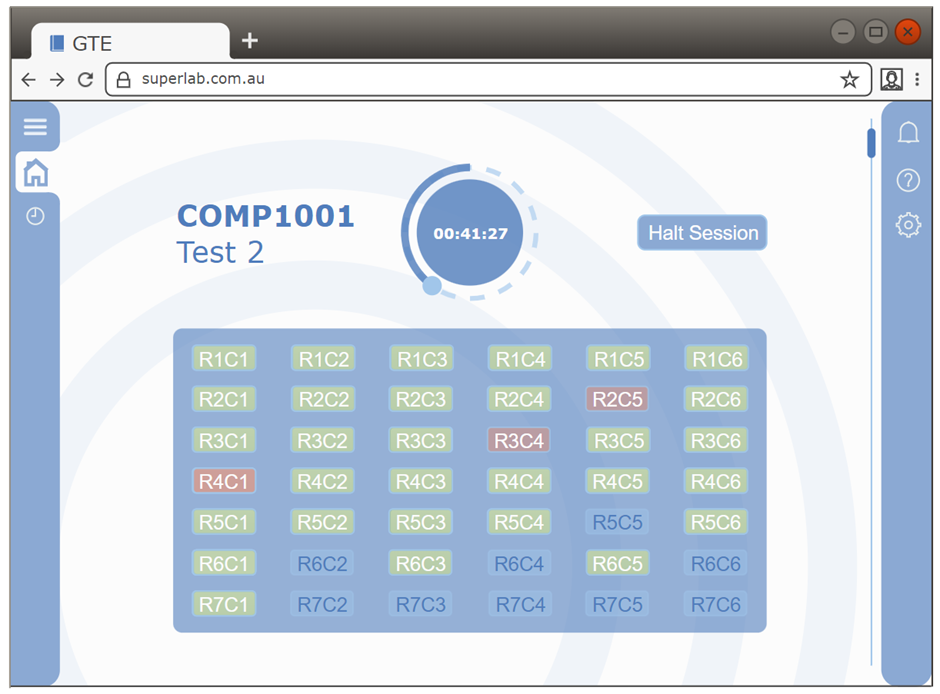 GTE
superlab.com.au
COMP1001
Test 2
00:41:27
Halt Session
R1C1 R1C2 R1C3 R1C4 R1C5 R1C6
R2C1 R2C2 R2C3 R2C4 R2C5 R2C6
R3C1 R3C2 R3C3 R3C4 R3C5 R3C6
R4C1 R4C2 R4C3 R4C4 R4C5 R4C6
R5C1 R5C2 R5C3 R5C4 R5C5 R5C6
R6C1 R6C2 R6C3 R6C4 R6C5 R6C6
R7C1 R7C2 R7C3 R7C4 R7C5 R7C6